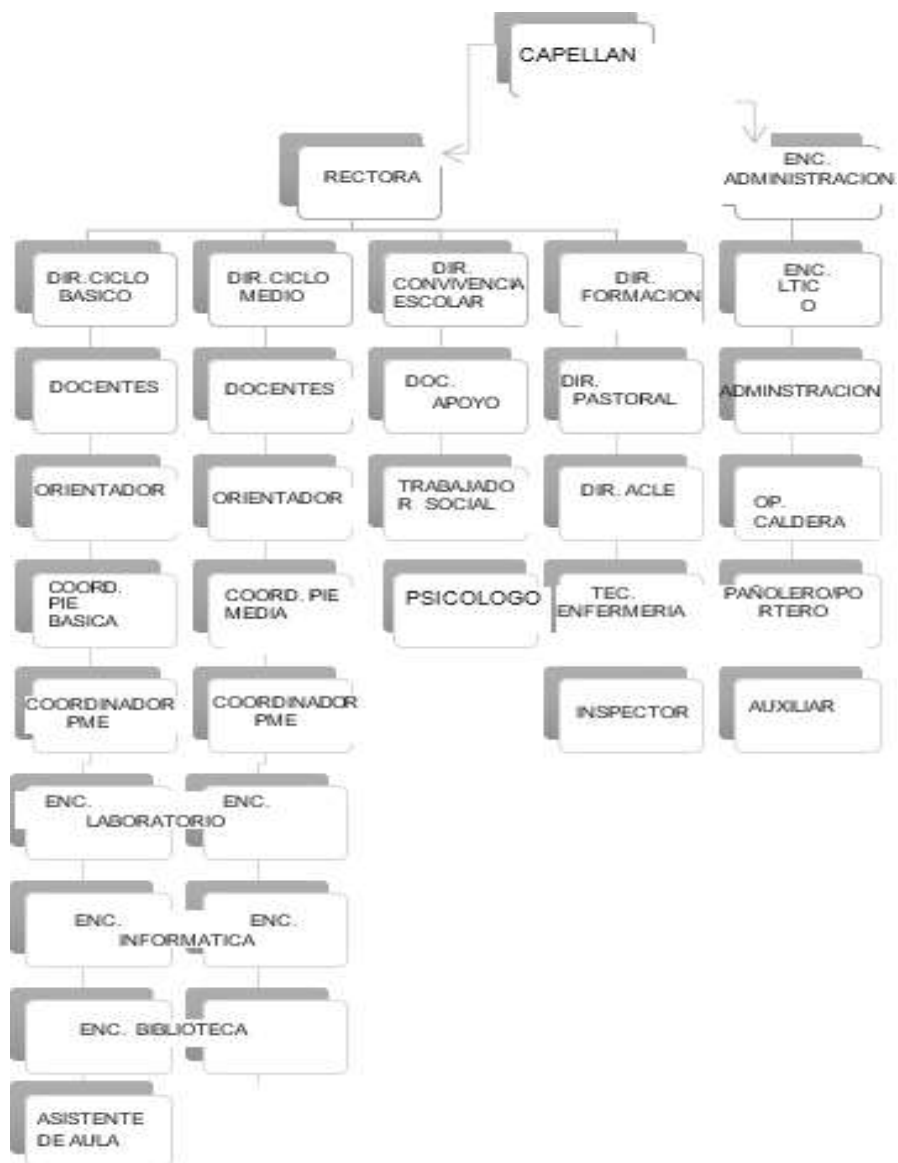 CAPELLAN
RECTORA
ENC.
ADMINISTRACION
DIR. CICLO
BASICO
DIR. CICLO
MEDIO
DIR.
CONVIVENCIA
ESCOLAR
DIR.
FORMACION
ENC.
LTIC
O
DOCENTES
DOCENTES
DOC.
APOYO
DIR.
PASTORAL
ADMINSTRACION
ORIENTADOR
ORIENTADOR
TRABAJADO
R SOCIAL
DIR. ACLE
OP.
CALDERA
COORD.
PIE
BASICA
COORD. PIE
MEDIA
PSICOLOGO
TEC.
ENFERMERIA
PAÑOLERO/PO
RTERO
COORDINADOR
PME
COORDINADOR
PME
INSPECTOR
AUXILIAR
ENC. ENC.
LABORATORIO
ENC. ENC.
INFORMATICA
ENC. BIBLIOTECA
ASISTENTE
DE AULA